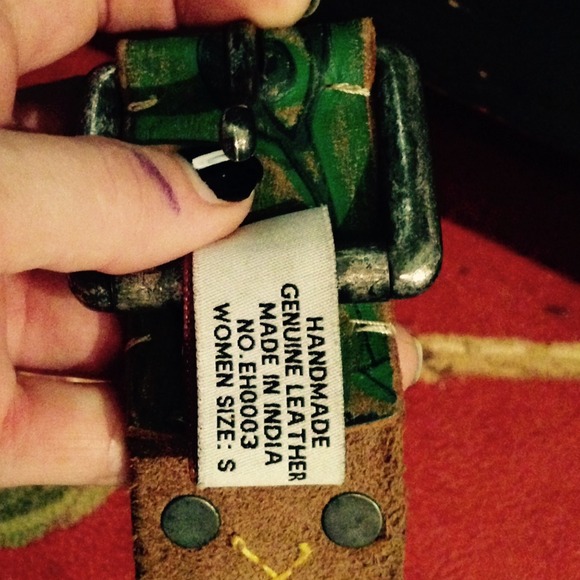 HANDMADE
GENUINE LEATHER
MADE IN INDIA
NO.EH0003
WOMEN SIZE: S